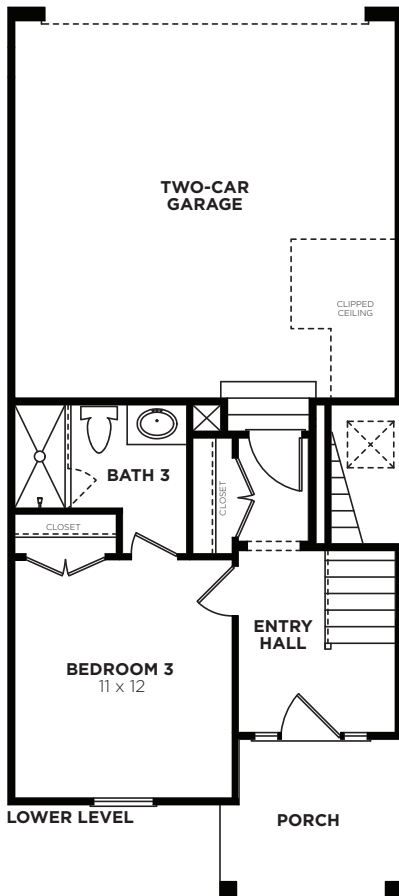 TWO-CAR
GARAGE
CLIPPED
CEILING
BATH 3
CLOSET
CLOSET
ENTRY
HALL
BEDROOM 3
11 x 12
LOWER LEVEL
PORCH